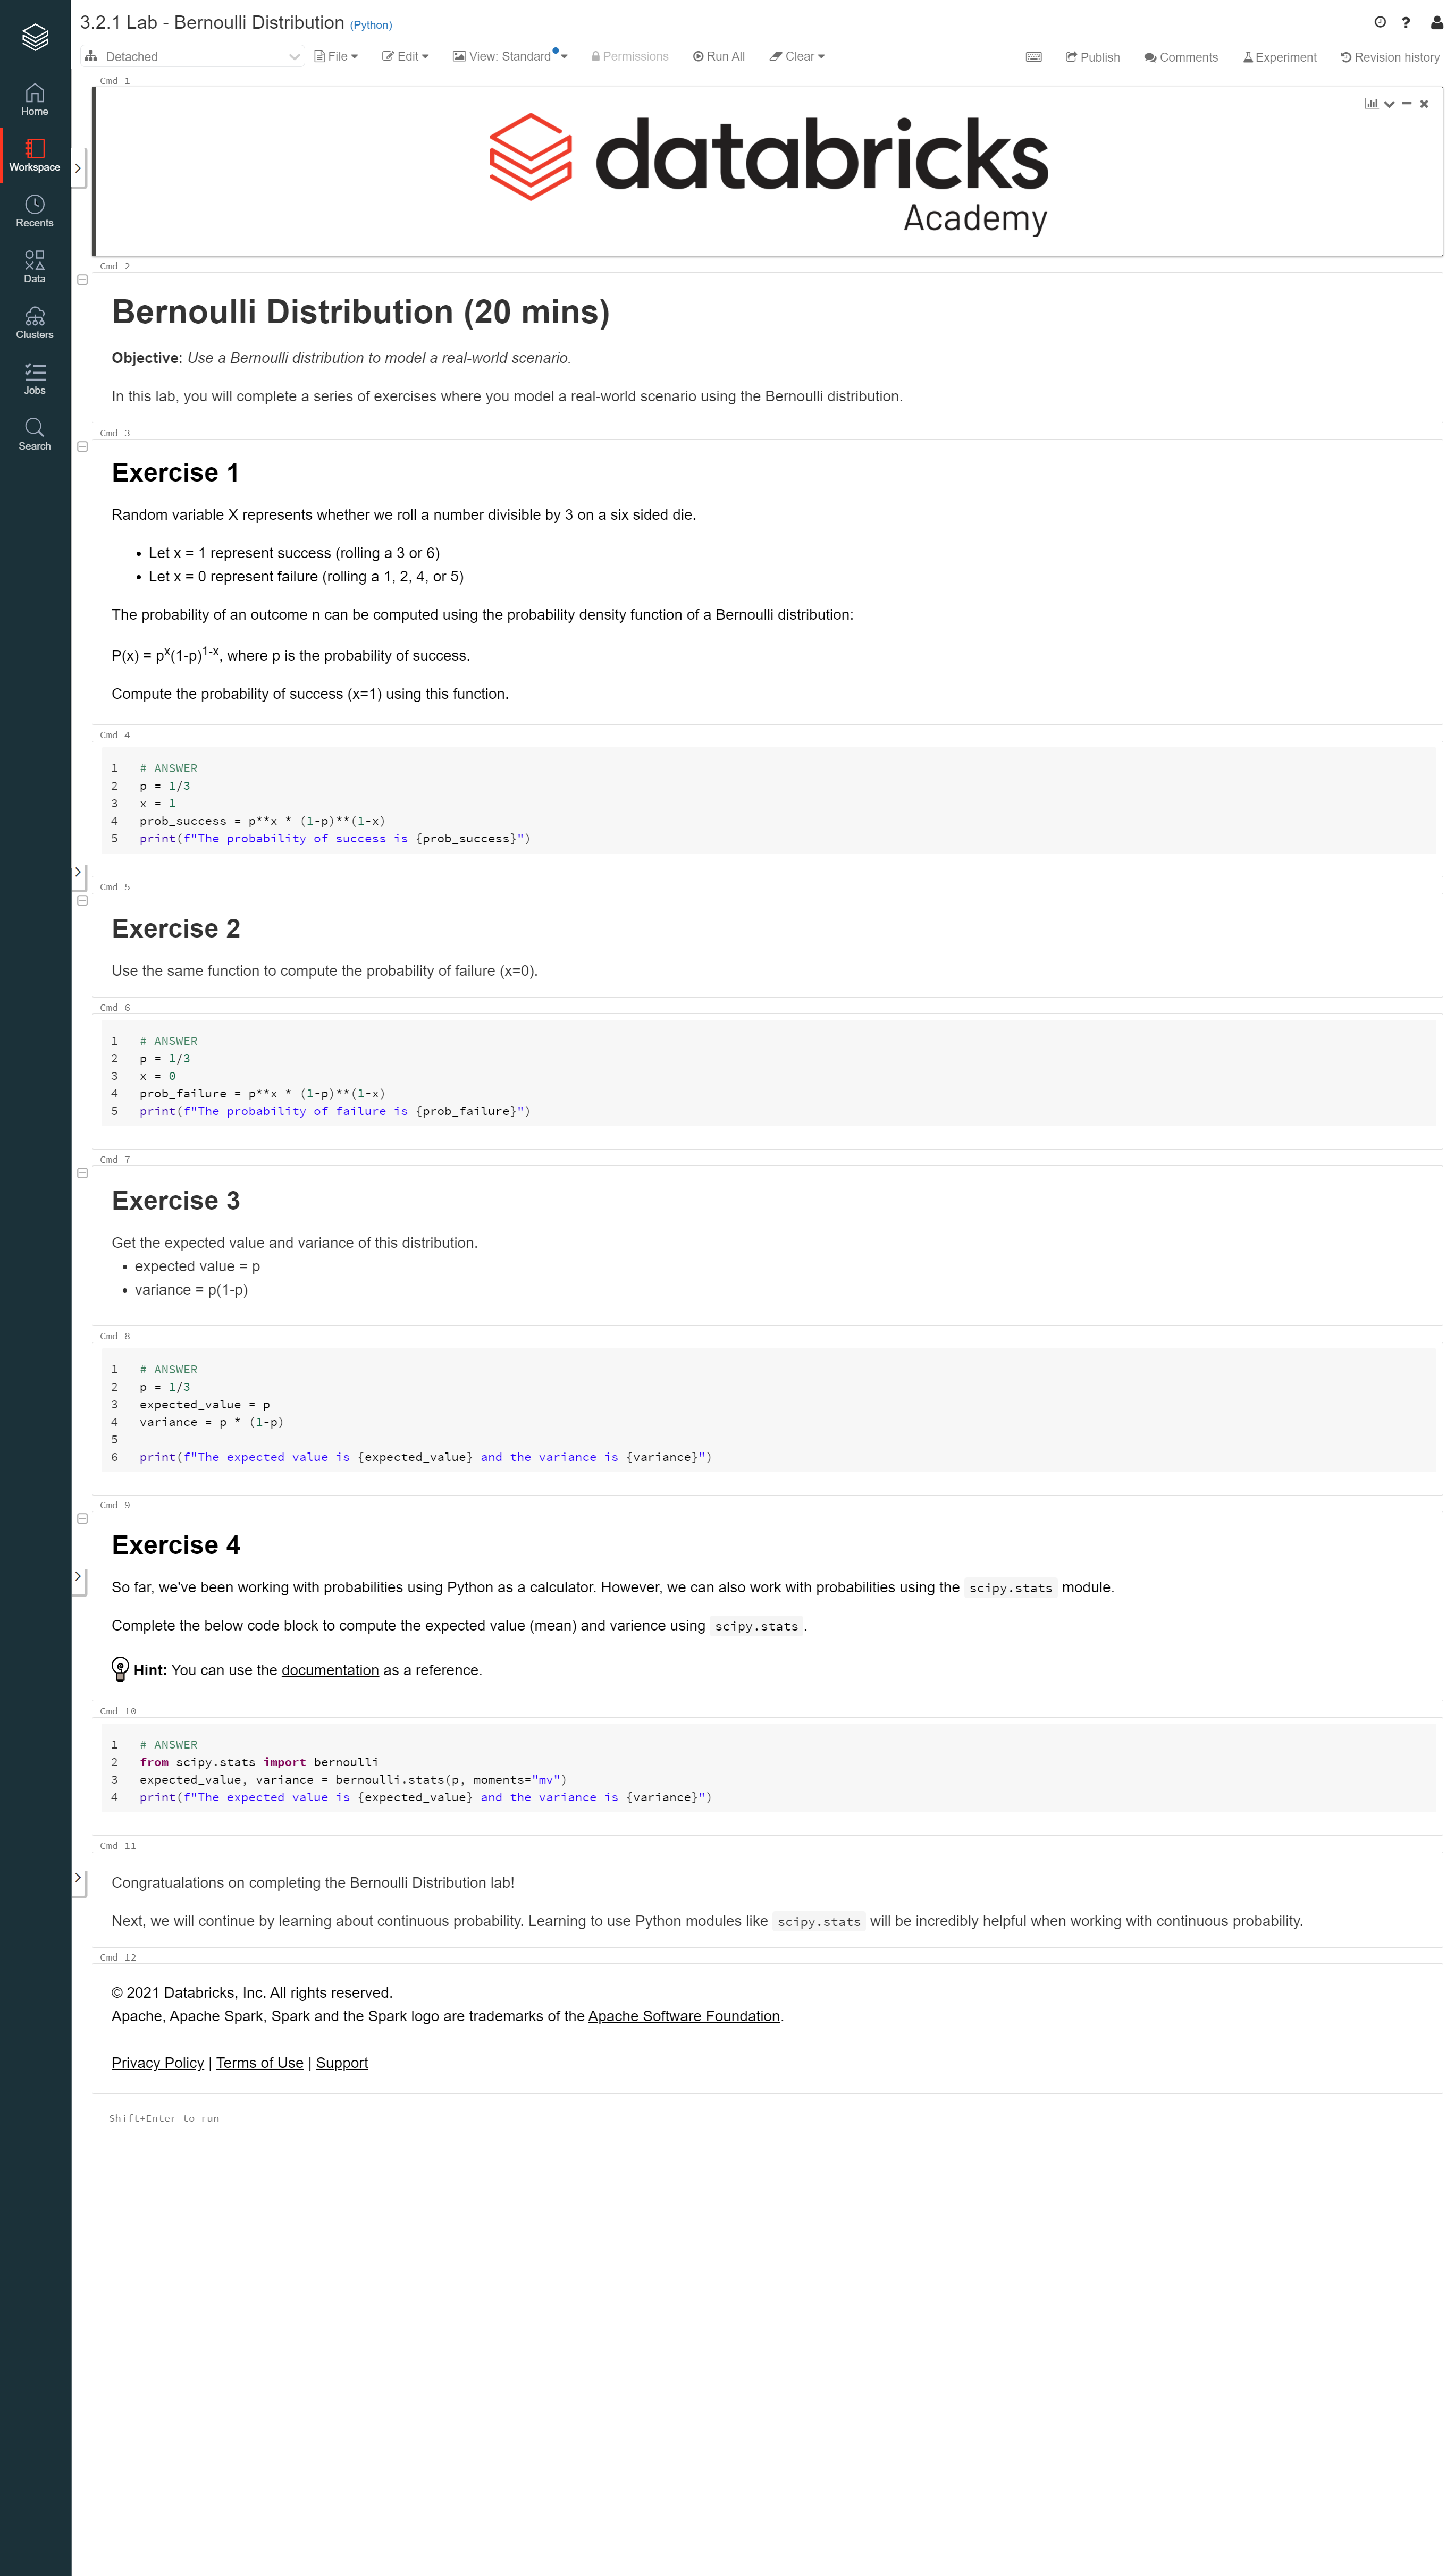 3.2.1 Lab - Bernoulli Distribution (Python)
Detached
File
Edit
View: Standard
Permissions
Run All
Clear
Publish
Comments
Experiment
Revision history
Home
Workspace
Recents
Data
Clusters
Jobs
Search
Cmd 1
databricks
Academy
Cmd 2
Bernoulli Distribution (20 mins)
Objective: Use a Bernoulli distribution to model a real-world scenario.
In this lab, you will complete a series of exercises where you model a real-world scenario using the Bernoulli distribution.
Cmd 3
Exercise 1
Random variable X represents whether we roll a number divisible by 3 on a six sided die.
• Let x = 1 represent success (rolling a 3 or 6)
• Let x = 0 represent failure (rolling a 1, 2, 4, or 5)
The probability of an outcome n can be computed using the probability density function of a Bernoulli distribution:
P(x) = p^x(1-p)^1-x, where p is the probability of success.
Compute the probability of success (x=1) using this function.
Cmd 4
1 # ANSWER
2 p = 1/3
3 x = 1
4 prob_success = p**x * (1-p)**(1-x)
5 print(f"The probability of success is {prob_success}")
Cmd 5
Exercise 2
Use the same function to compute the probability of failure (x=0).
Cmd 6
1 # ANSWER
2 p = 1/3
3 x = 0
4 prob_failure = p**x * (1-p)**(1-x)
5 print(f"The probability of failure is {prob_failure}")
Cmd 7
Exercise 3
Get the expected value and variance of this distribution.
• expected value = p
• variance = p(1-p)
Cmd 8
1 # ANSWER
2 p = 1/3
3 expected_value = p
4 variance = p * (1-p)
5
6 print(f"The expected value is {expected_value} and the variance is {variance}")
Cmd 9
Exercise 4
So far, we've been working with probabilities using Python as a calculator. However, we can also work with probabilities using the scipy.stats module.
Complete the below code block to compute the expected value (mean) and varience using scipy.stats.
Hint: You can use the documentation as a reference.
Cmd 10
1 # ANSWER
2 from scipy.stats import bernoulli
3 expected_value, variance = bernoulli.stats(p, moments="mv")
4 print(f"The expected value is {expected_value} and the variance is {variance}")
Cmd 11
Congratualations on completing the Bernoulli Distribution lab!
Next, we will continue by learning about continuous probability. Learning to use Python modules like scipy.stats will be incredibly helpful when working with continuous probability.
Cmd 12
© 2021 Databricks, Inc. All rights reserved.
Apache, Apache Spark, Spark and the Spark logo are trademarks of the Apache Software Foundation.
Privacy Policy | Terms of Use | Support
Shift+Enter to run